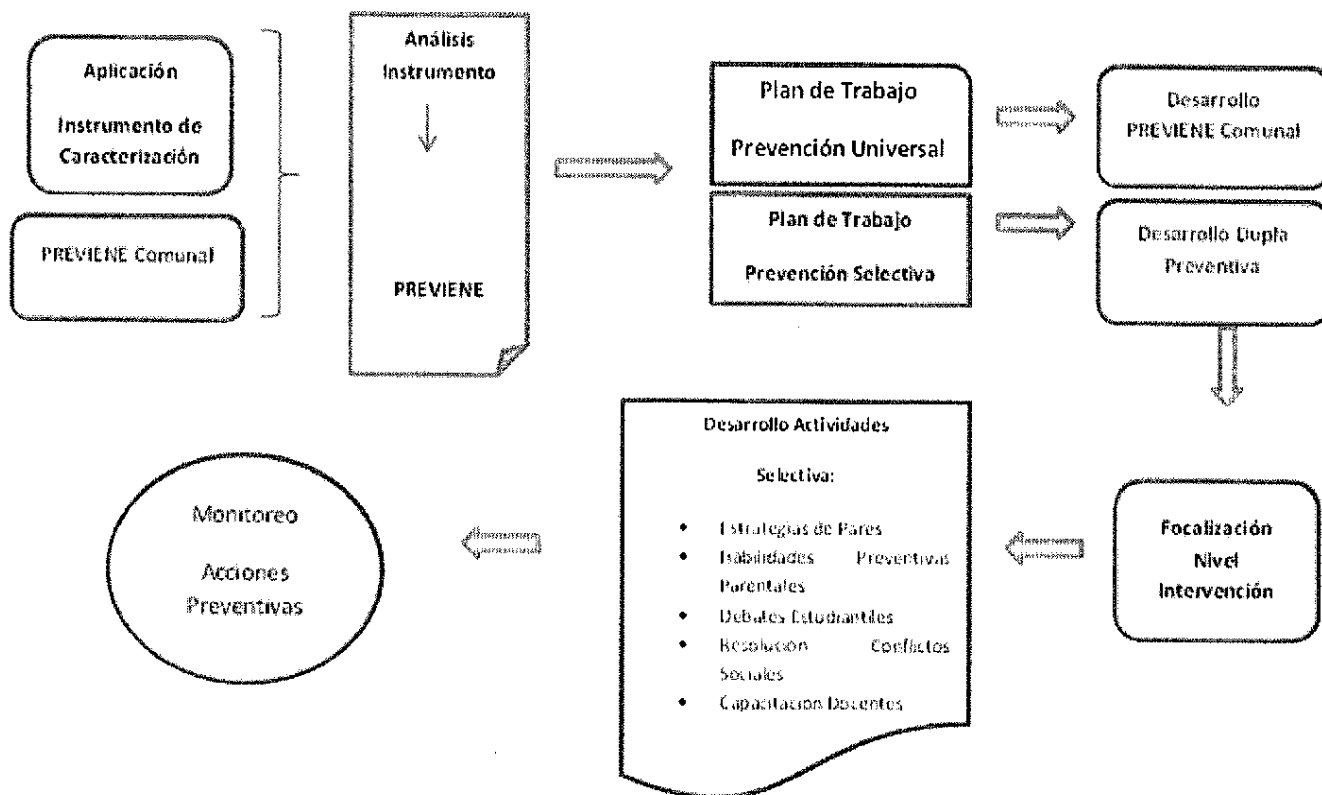 Aplicación
Instrumento de
Caracterización
PREVIENE Comunal
Análisis
Instrumento
PREVIENE
Plan de Trabajo
Prevención Universal
Plan de Trabajo
Prevención Selectiva
Desarrollo
PREVIENE Comunal
Desarrollo Dupla
Preventiva
Focalización
Nivel
Intervención
Desarrollo Actividades
Selectiva:
• Estrategias de Pares
• Habilidades Preventivas
Parentales
• Debates Estudiantiles
• Resolución Conflictos
Sociales
• Capacitación Docentes
Monitoreo
Acciones
Preventivas